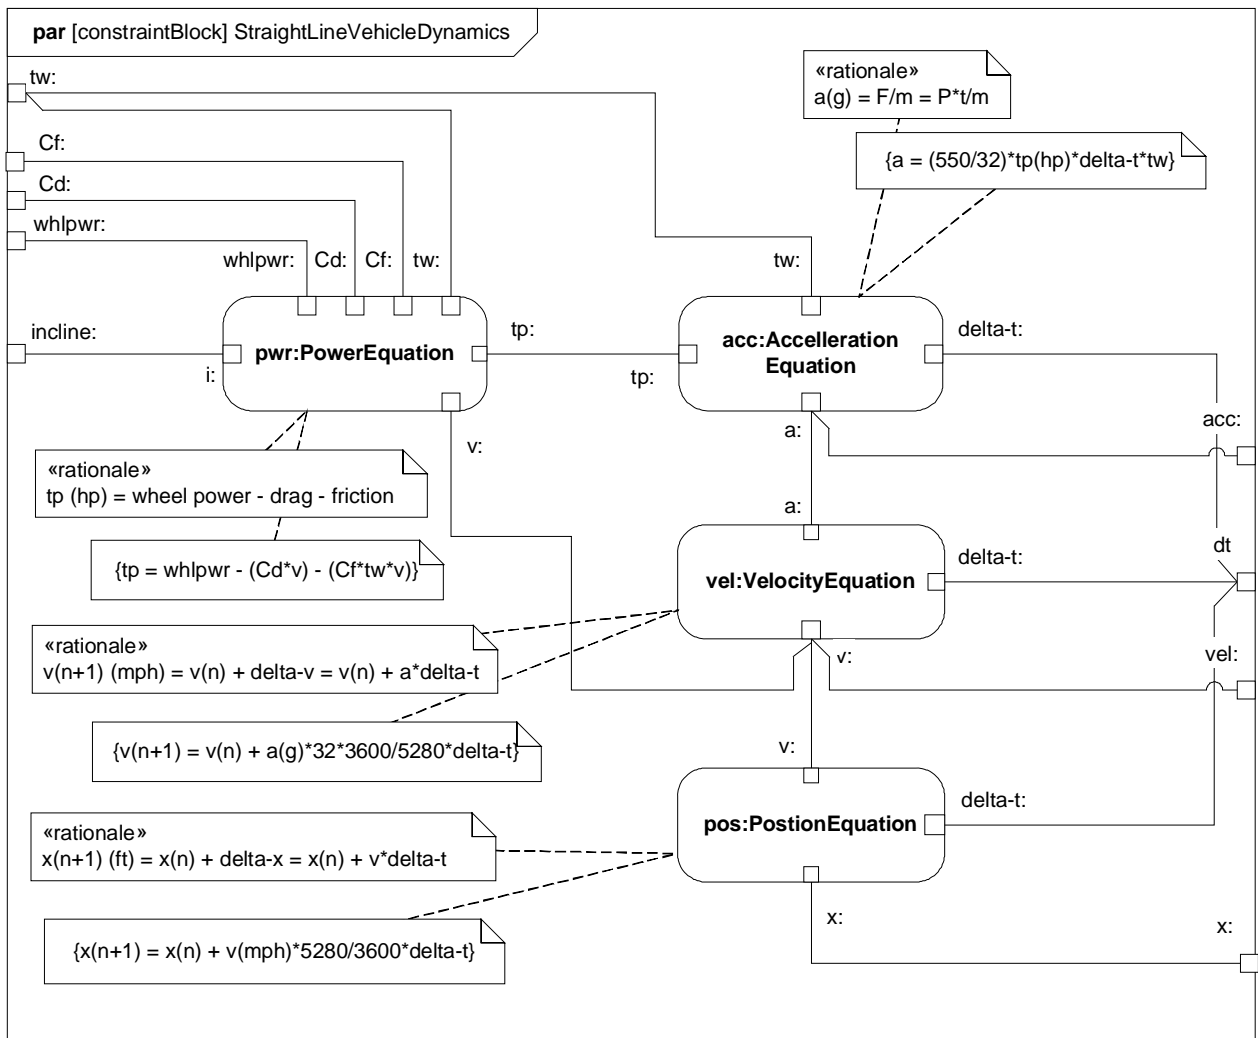 par [constraintBlock] StraightLineVehicleDynamics
tw:
«rationale»
a(g) = F/m = P*t/m
Cf:
{a = (550/32)*tp(hp)*delta-t*tw}
Cd:
whlpwr:
whlpwr:
Cd:
Cf:
tw:
tw:
incline:
i:
pwr:PowerEquation
tp:
tp:
acc:Accelleration
Equation
delta-t:
v:
a:
acc:
«rationale»
tp (hp) = wheel power - drag - friction
a:
{tp = whlpwr - (Cd*v) - (Cf*tw*v)}
vel:VelocityEquation
delta-t:
dt
«rationale»
v(n+1) (mph) = v(n) + delta-v = v(n) + a*delta-t
v:
vel:
{v(n+1) = v(n) + a(g)*32*3600/5280*delta-t}
v:
pos:PostionEquation
delta-t:
«rationale»
x(n+1) (ft) = x(n) + delta-x = x(n) + v*delta-t
x:
x:
{x(n+1) = x(n) + v(mph)*5280/3600*delta-t}